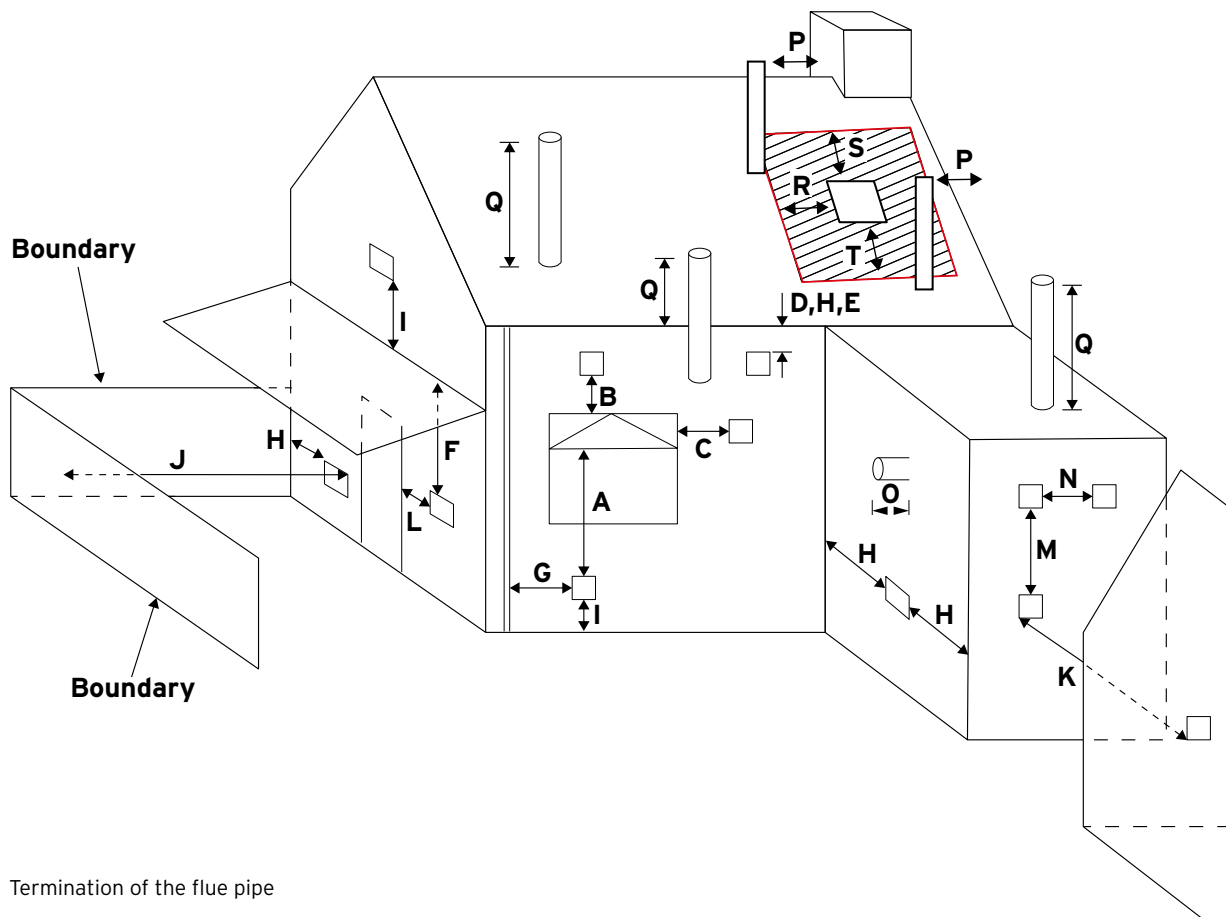 P
S
P
R
Q
T
Boundary
Q
D,H,E
I
Q
B
H
F
C
J
N
A
O
L
M
G
H
I
H
K
Boundary
Termination of the flue pipe